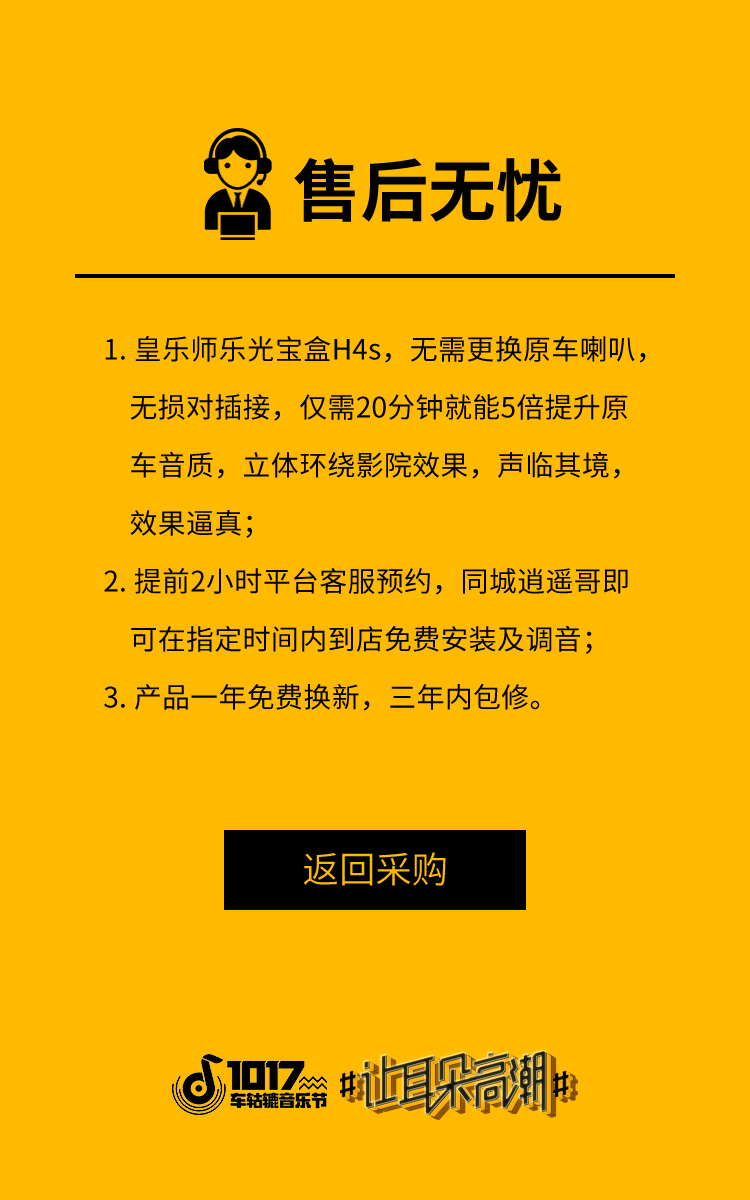 售后无忧
1. 皇乐师乐光宝盒H4s，无需更换原车喇叭，
无损对插接，仅需20分钟就能5倍提升原
车音质，立体环绕影院效果，声临其境，
效果逼真；
2. 提前2小时平台客服预约，同城逍遥哥即
可在指定时间内到店免费安装及调音；
3. 产品一年免费换新，三年内包修。
返回采购
1017
车轱辘音乐节
#让耳朵高潮#